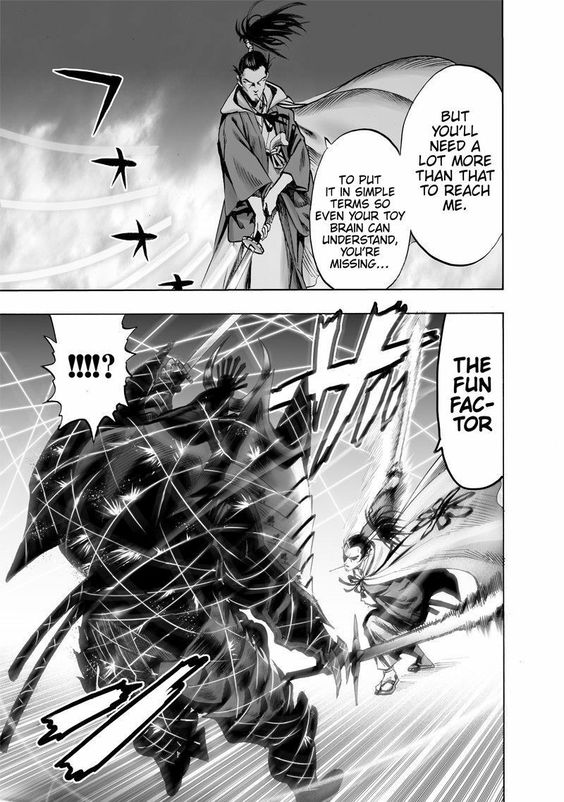 BUT
YOU'LL
NEED A
LOT MORE
THAN THAT
TO REACH
ME.
TO PUT
IT IN SIMPLE
TERMS SO
EVEN YOUR TOY
BRAIN CAN
UNDERSTAND,
YOU'RE
MISSING...
THE
FUN
FAC-
TOR
!!!!?